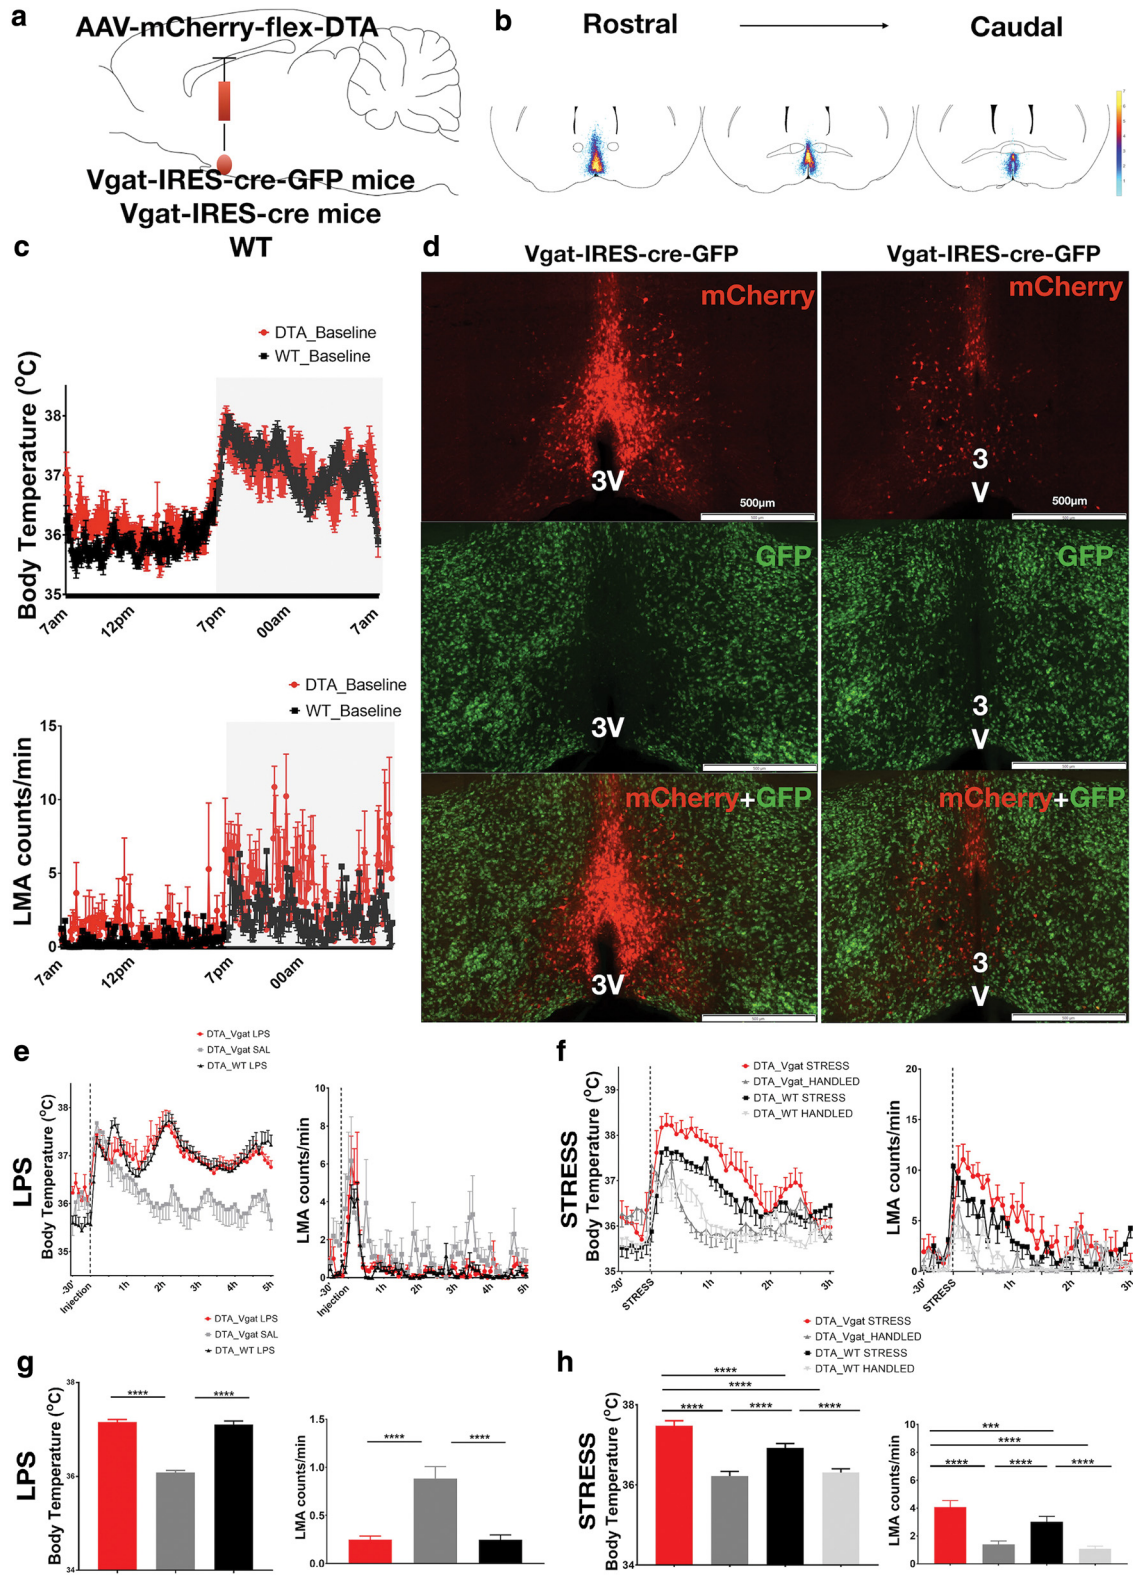 a
AAV-mCherry-flex-DTA
Vgat-IRES-cre-GFP mice
Vgat-IRES-cre mice
WT
b
Rostral
Caudal
c
DTA_Baseline
WT_Baseline
Body Temperature (°C)
38
37
36
35
7am
12pm
7pm
00am
7am
DTA_Baseline
WT_Baseline
LMA counts/min
15
10
5
0
7am
12pm
7pm
00am
d
Vgat-IRES-cre-GFP
Vgat-IRES-cre-GFP
mCherry
3V
500µm
mCherry
3
V
500µm
GFP
3V
GFP
3
V
mCherry+GFP
3V
mCherry+GFP
3
V
e
DTA_Vgat LPS
DTA_Vgat SAL
DTA_WT LPS
LPS
Body Temperature (°C)
38
37
36
35
-30'
Injection
1h
2h
3h
4h
5h
LMA counts/min
10
8
6
4
2
0
-30'
Injection
1h
2h
3h
4h
5h
f
DTA_Vgat STRESS
DTA_Vgat_HANDLED
DTA_WT STRESS
DTA_WT HANDLED
STRESS
Body Temperature (°C)
39
38
37
36
35
-30'
STRESS
1h
2h
3h
LMA counts/min
20
15
10
5
0
-30'
STRESS
1h
2h
3h
g
DTA_Vgat LPS
DTA_Vgat SAL
DTA_WT LPS
LPS
Body Temperature (°C)
38
36
34
****
****
LMA counts/min
1.5
1.0
0.5
0.0
****
****
h
DTA_Vgat STRESS
DTA_Vgat_HANDLED
DTA_WT STRESS
DTA_WT HANDLED
STRESS
Body Temperature (°C)
38
36
34
****
****
****
****
****
LMA counts/min
10
8
6
4
2
0
***
****
****
****
****